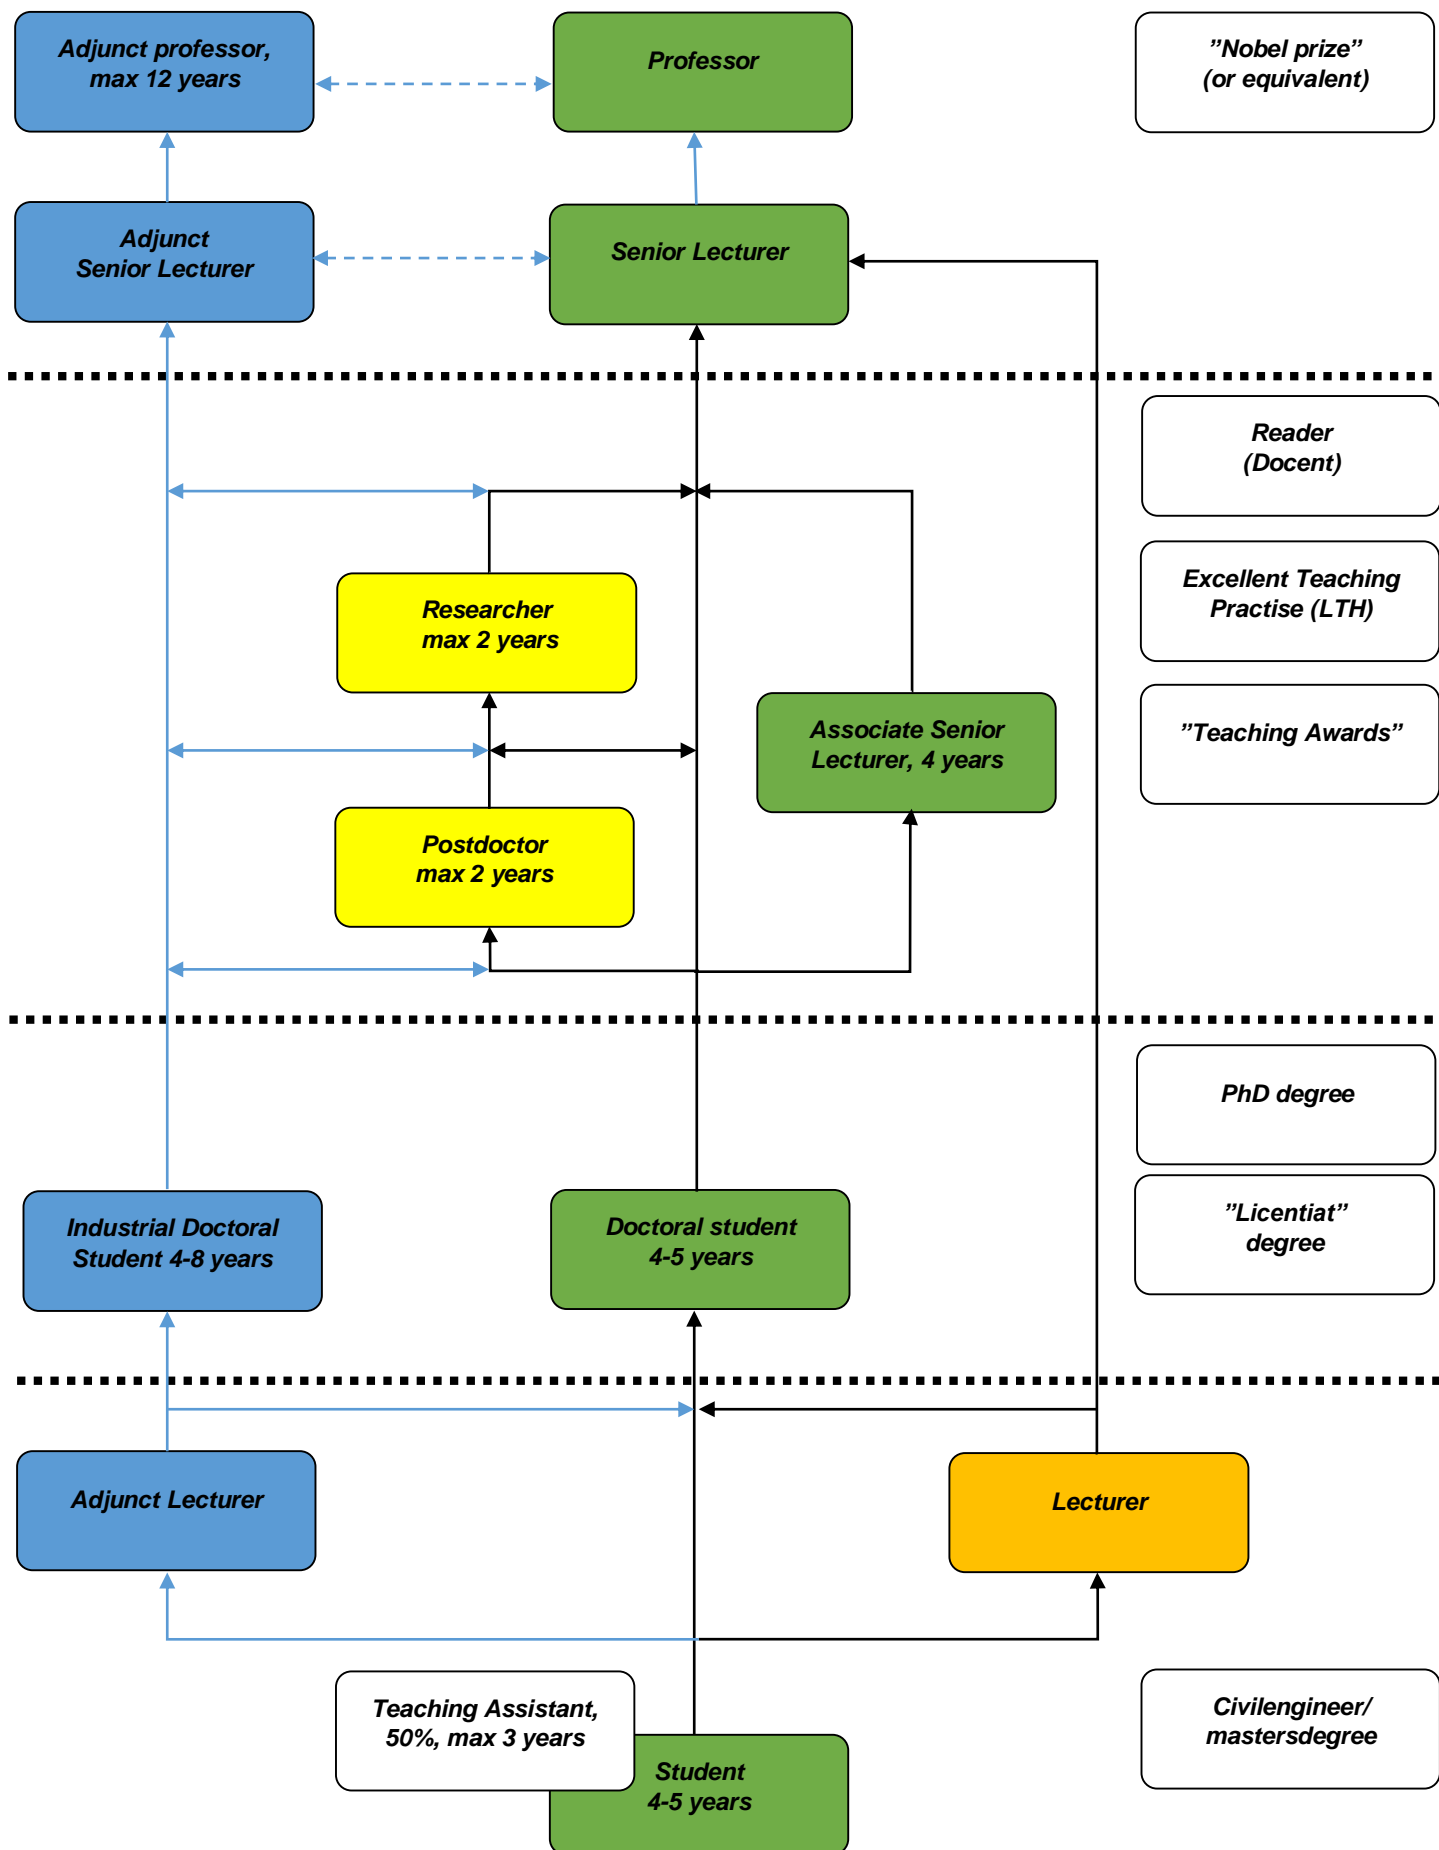 Adjunct professor,
max 12 years
Professor
”Nobel prize”
(or equivalent)
Adjunct
Senior Lecturer
Senior Lecturer
Reader
(Docent)
Researcher
max 2 years
Excellent Teaching
Practise (LTH)
Associate Senior
Lecturer, 4 years
”Teaching Awards”
Postdoctor
max 2 years
PhD degree
Industrial Doctoral
Student 4-8 years
Doctoral student
4-5 years
”Licentiat”
degree
Adjunct Lecturer
Lecturer
Teaching Assistant,
50%, max 3 years
Civilengineer/
mastersdegree
Student
4-5 years